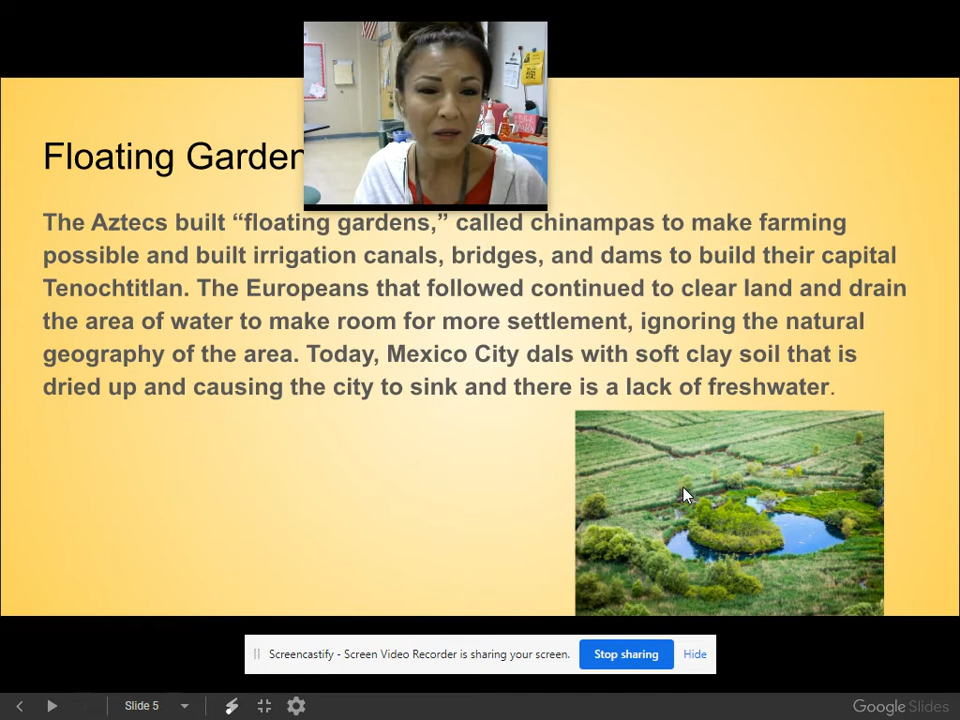 Floating Garden
The Aztecs built “floating gardens,” called chinampas to make farming
possible and built irrigation canals, bridges, and dams to build their capital
Tenochtitlan. The Europeans that followed continued to clear land and drain
the area of water to make room for more settlement, ignoring the natural
geography of the area. Today, Mexico City dals with soft clay soil that is
dried up and causing the city to sink and there is a lack of freshwater.
Screencastify - Screen Video Recorder is sharing your screen. Stop sharing Hide
Slide 5 Google Slides